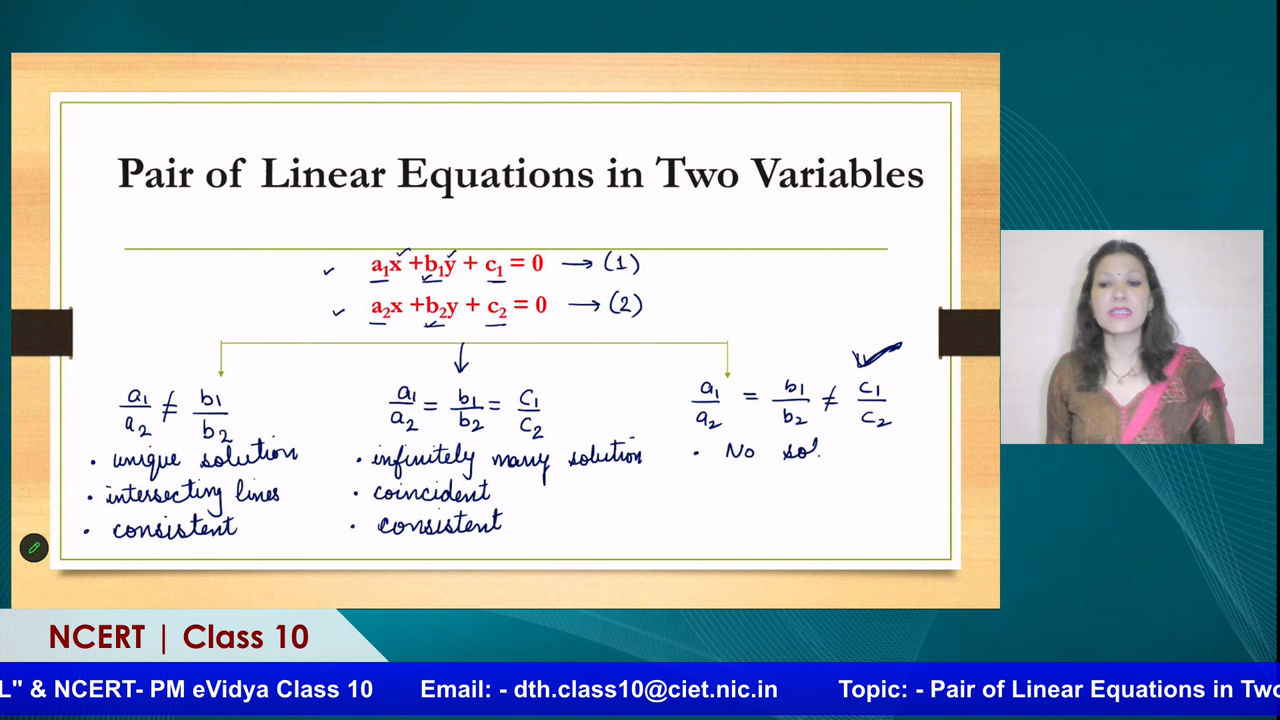 Pair of Linear Equations in Two Variables
a₁x + b₁y + c₁ = 0 → (1)
a₂x + b₂y + c₂ = 0 → (2)
a₁/a₂ ≠ b₁/b₂
• unique solution
• intersecting lines
• consistent
a₁/a₂ = b₁/b₂ = c₁/c₂
• infinitely many solution
• coincident
• consistent
a₁/a₂ = b₁/b₂ ≠ c₁/c₂
• No sol.
NCERT | Class 10
L" & NCERT- PM eVidya Class 10 Email: - dth.class10@ciet.nic.in Topic: - Pair of Linear Equations in Two